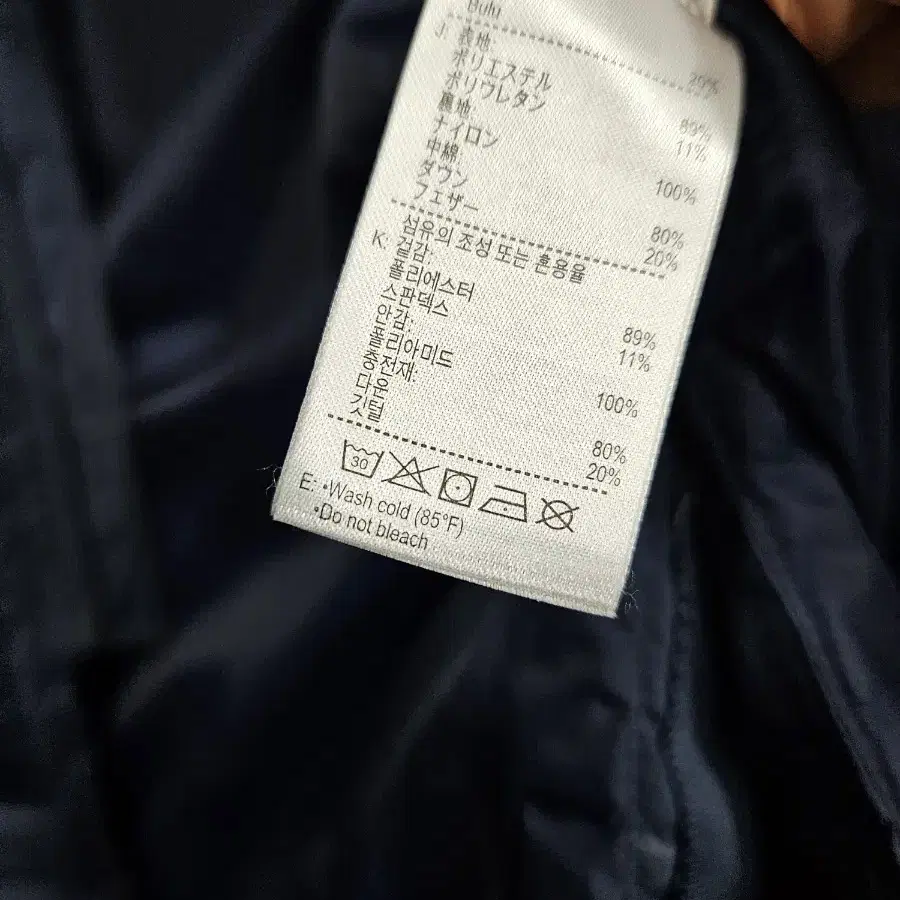 Bulu 20%
J: 表地:
ポリエステル 89%
ポリウレタン 11%
裏地:
ナイロン 100%
中綿:
ダウン 80%
フェザー 20%
K: 섬유의 조성 또는 혼용율
겉감:
폴리에스터 89%
스판덱스 11%
안감:
폴리아미드 100%
충전재:
다운 80%
깃털 20%
30
E: •Wash cold (85°F)
•Do not bleach